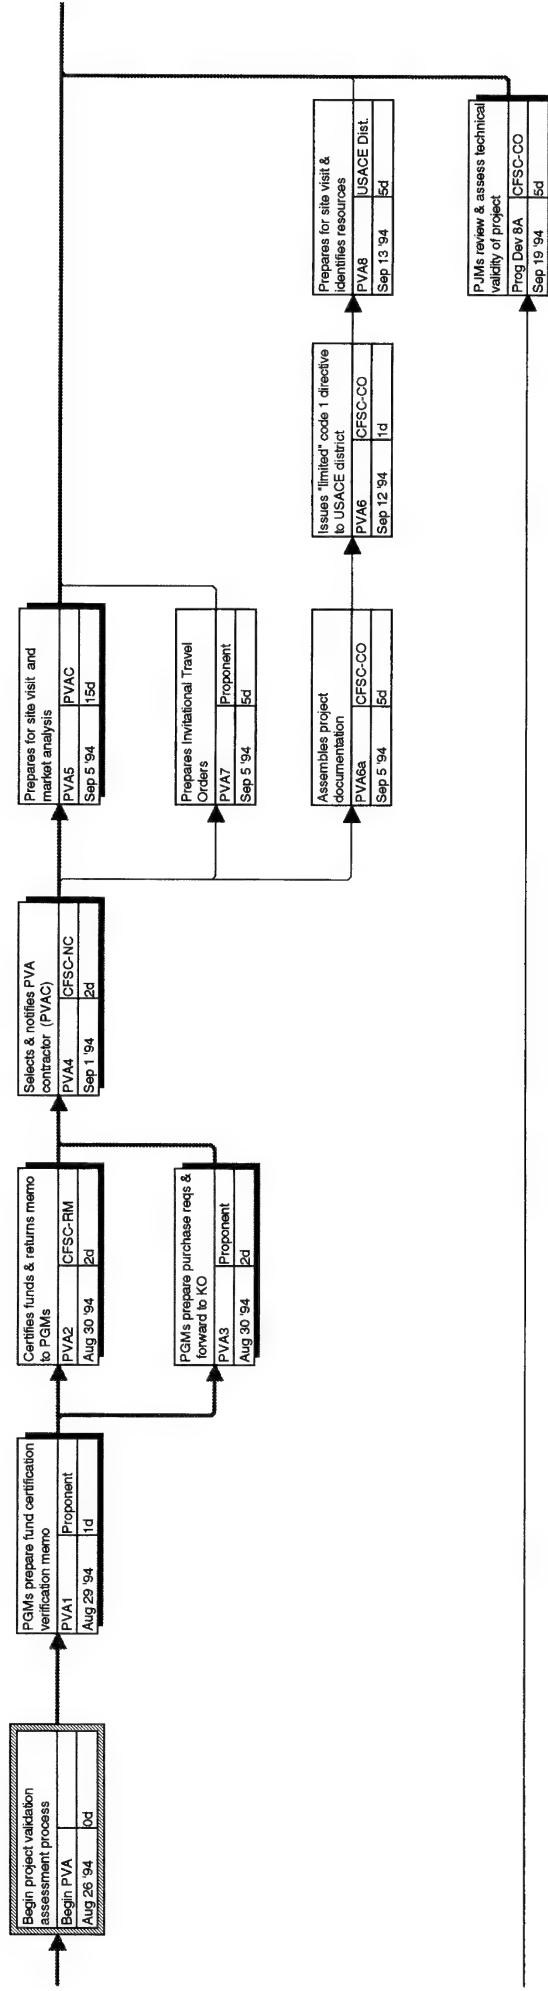 Begin project validation
assessment process
Begin PVA
Aug 26 '94 0d
PGMs prepare fund certification
verification memo
PVA1 Proponent
Aug 29 '94 1d
Certifies funds & returns memo
to PGMs
PVA2 CFSC-RM
Aug 30 '94 2d
PGMs prepare purchase reqs &
forward to KO
PVA3 Proponent
Aug 30 '94 2d
Selects & notifies PVA
contractor (PVAC)
PVA4 CFSC-NC
Sep 1 '94 2d
Prepares for site visit and
market analysis
PVA5 PVAC
Sep 5 '94 15d
Prepares Invitational Travel
Orders
PVA7 Proponent
Sep 5 '94 5d
Assembles project
documentation
PVA6a CFSC-CO
Sep 5 '94 5d
Issues "limited" code 1 directive
to USACE district
PVA6 CFSC-CO
Sep 12 '94 1d
Prepares for site visit &
identifies resources
PVA8 USACE Dist.
Sep 13 '94 5d
PJMs review & assess technical
validity of project
Prog Dev 8A CFSC-CO
Sep 19 '94 5d